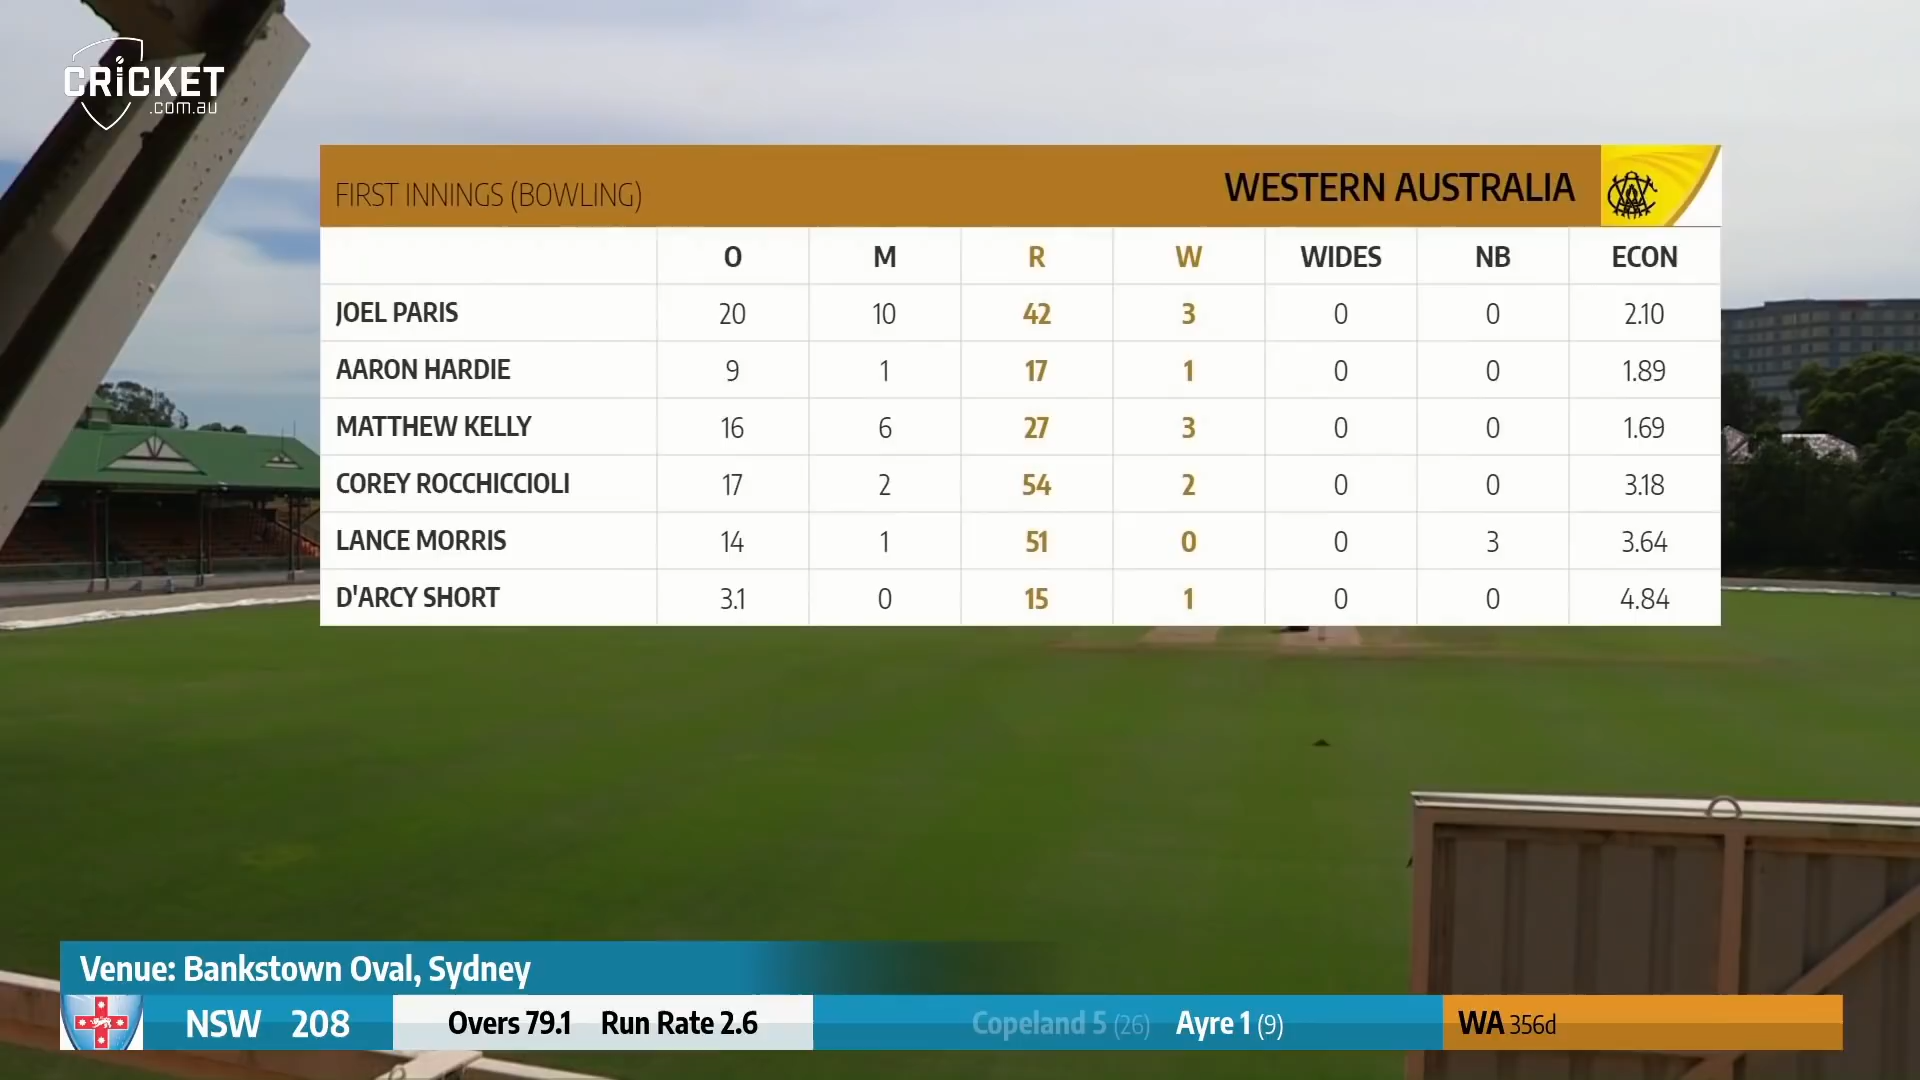 CRICKET
.com.au
FIRST INNINGS (BOWLING) WESTERN AUSTRALIA
O M R W WIDES NB ECON
JOEL PARIS 20 10 42 3 0 0 2.10
AARON HARDIE 9 1 17 1 0 0 1.89
MATTHEW KELLY 16 6 27 3 0 0 1.69
COREY ROCCHICCIOLI 17 2 54 2 0 0 3.18
LANCE MORRIS 14 1 51 0 0 3 3.64
D'ARCY SHORT 3.1 0 15 1 0 0 4.84
Venue: Bankstown Oval, Sydney
NSW 208 Overs 79.1 Run Rate 2.6 Copeland 5 (26) Ayre 1 (9) WA 356d